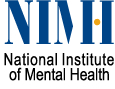 NIMH
National Institute
of Mental Health